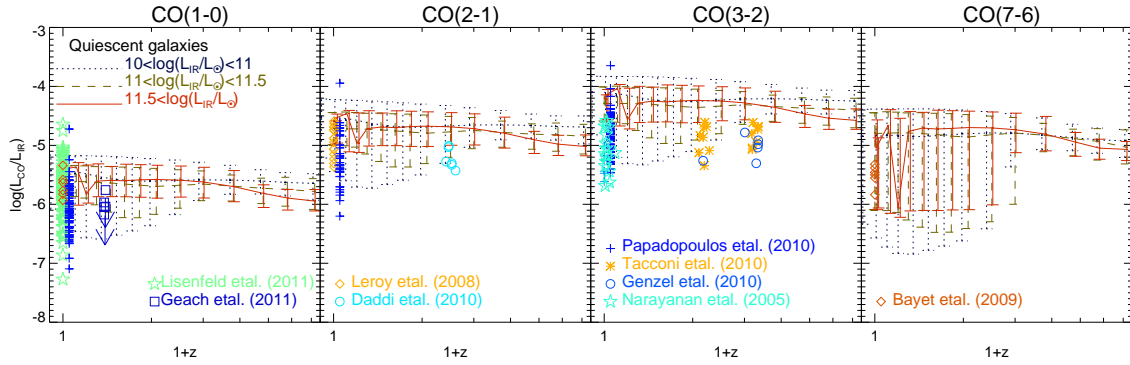 CO(1-0) CO(2-1) CO(3-2) CO(7-6)
-3
Quiescent galaxies
10<log(L_IR/L_☉)<11
11<log(L_IR/L_☉)<11.5
11.5<log(L_IR/L_☉)
-4
-5
-6
-7
-8
log(L_CO/L_IR)
Lisenfeld etal. (2011)
Geach etal. (2011)
Leroy etal. (2008)
Daddi etal. (2010)
Papadopoulos etal. (2010)
Tacconi etal. (2010)
Genzel etal. (2010)
Narayanan etal. (2005)
Bayet etal. (2009)
1 1 1 1
1+z 1+z 1+z 1+z